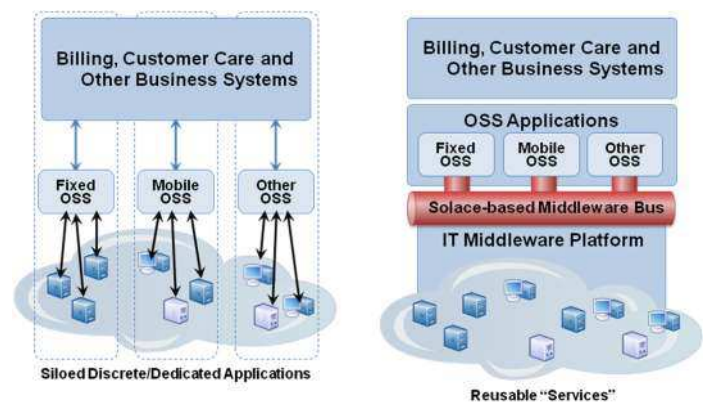 Billing, Customer Care and
Other Business Systems
Fixed
OSS
Mobile
OSS
Other
OSS
Siloed Discrete/Dedicated Applications
Billing, Customer Care and
Other Business Systems
OSS Applications
Fixed
OSS
Mobile
OSS
Other
OSS
Solace-based Middleware Bus
IT Middleware Platform
Reusable “Services”